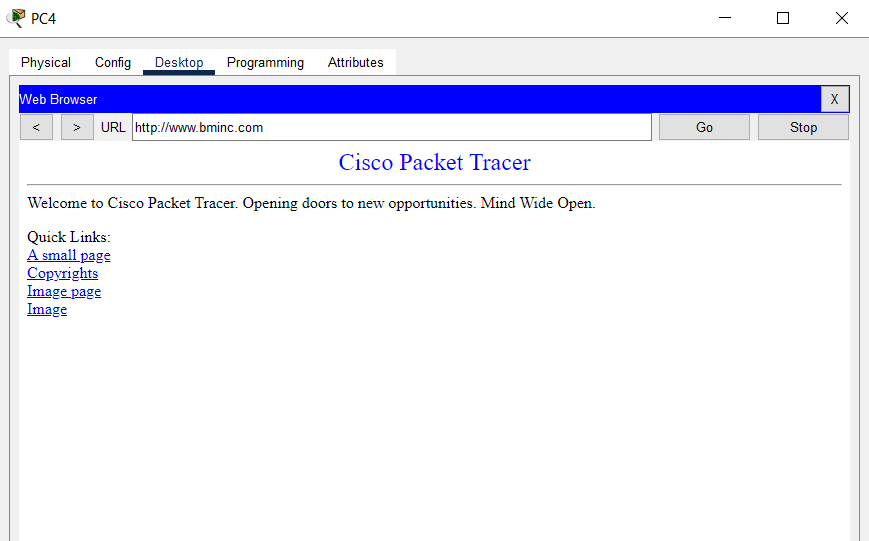 PC4
Physical Config Desktop Programming Attributes
Web Browser X
< > URL http://www.bminc.com Go Stop
Cisco Packet Tracer
Welcome to Cisco Packet Tracer. Opening doors to new opportunities. Mind Wide Open.
Quick Links:
A small page
Copyrights
Image page
Image